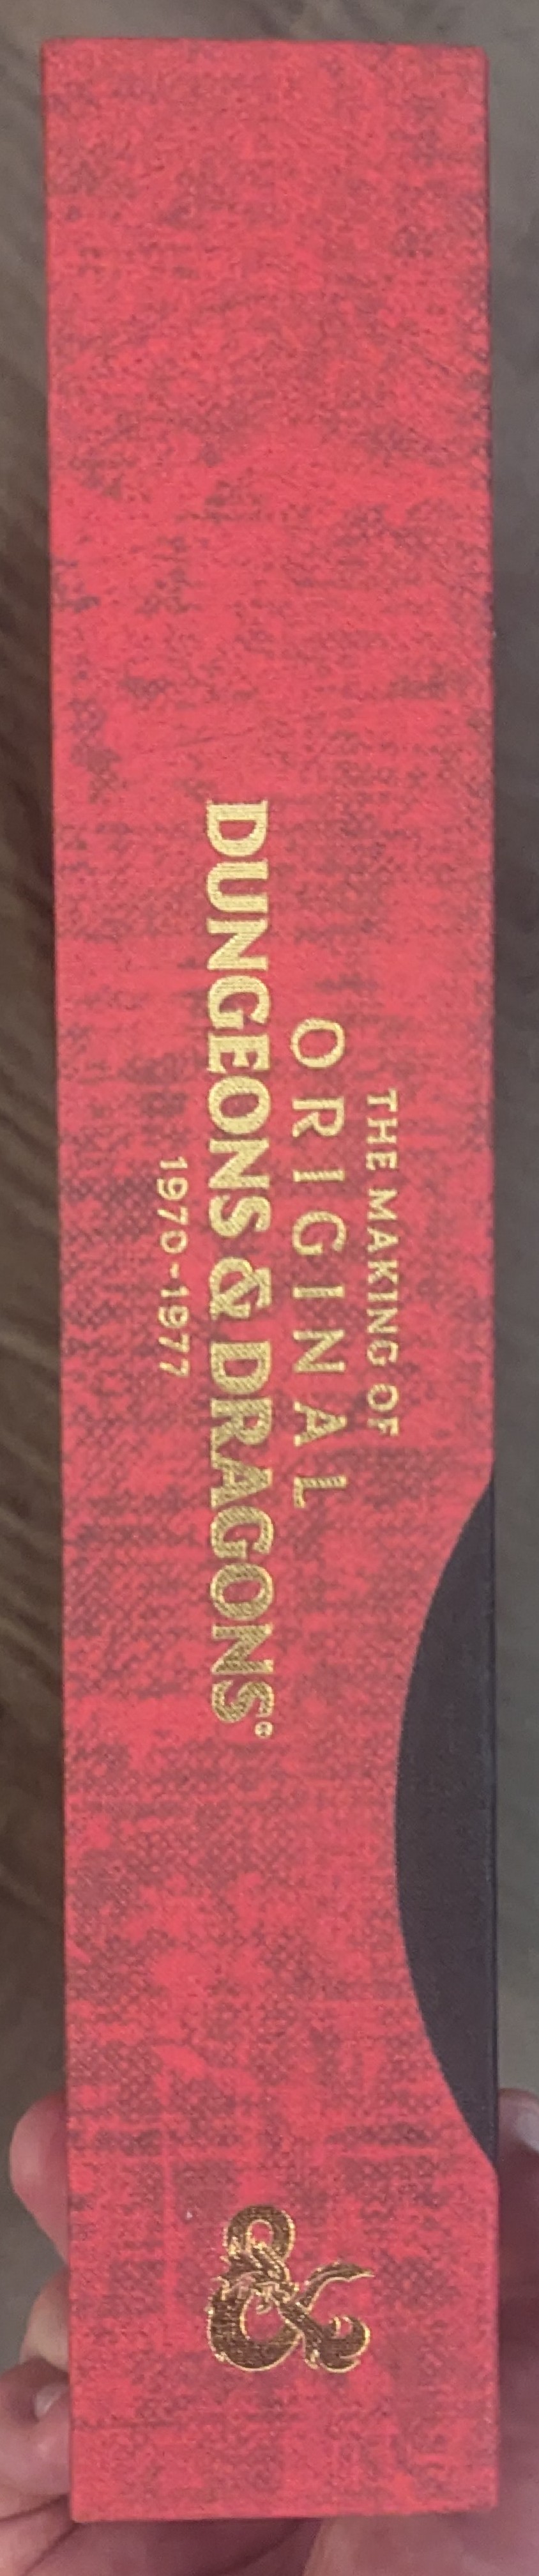 THE MAKING OF
ORIGINAL
DUNGEONS & DRAGONS®
1970-1977